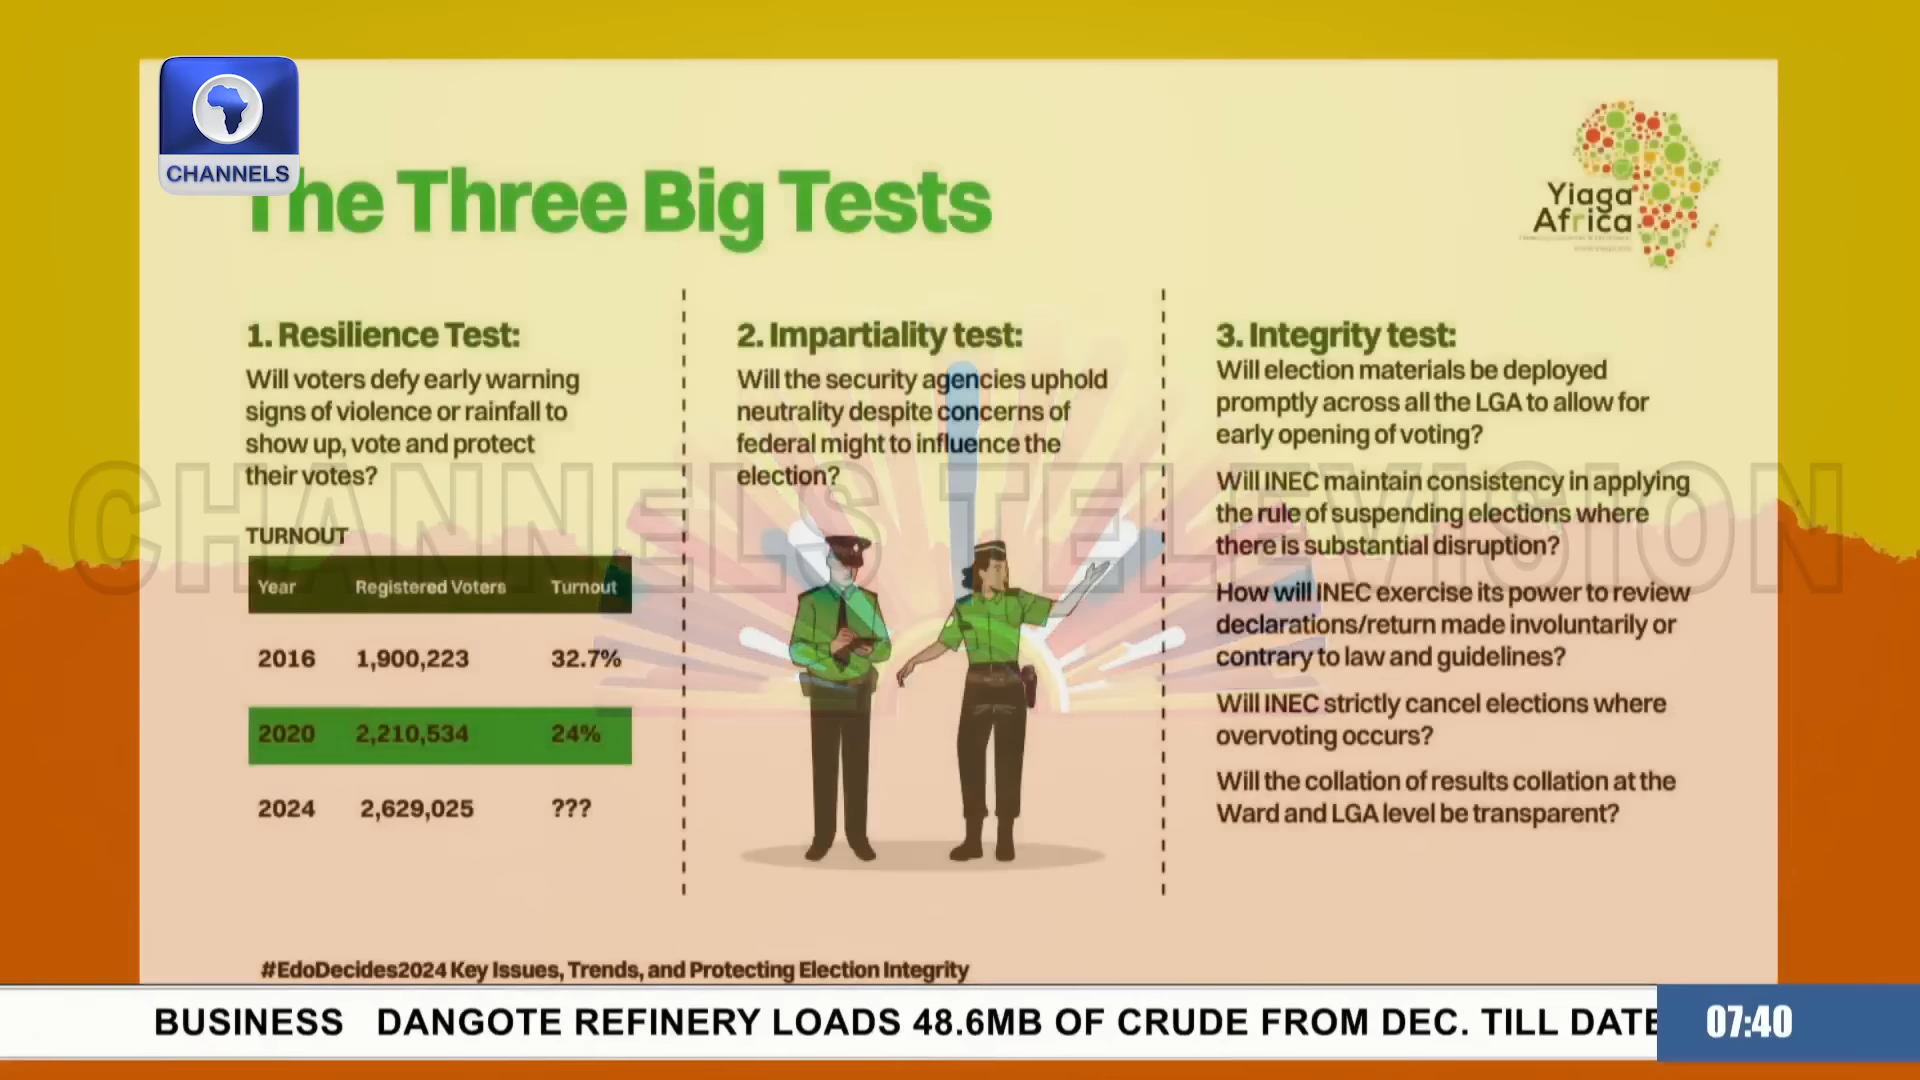 CHANNELS
The Three Big Tests
Yiaga
Africa
1. Resilience Test:
Will voters defy early warning
signs of violence or rainfall to
show up, vote and protect
their votes?
TURNOUT
Year Registered Voters Turnout
2016 1,900,223 32.7%
2020 2,210,534 24%
2024 2,629,025 ???
2. Impartiality test:
Will the security agencies uphold
neutrality despite concerns of
federal might to influence the
election?
3. Integrity test:
Will election materials be deployed
promptly across all the LGA to allow for
early opening of voting?
Will INEC maintain consistency in applying
the rule of suspending elections where
there is substantial disruption?
How will INEC exercise its power to review
declarations/return made involuntarily or
contrary to law and guidelines?
Will INEC strictly cancel elections where
overvoting occurs?
Will the collation of results collation at the
Ward and LGA level be transparent?
CHANNELS TELEVISION
#EdoDecides2024 Key Issues, Trends, and Protecting Election Integrity
BUSINESS DANGOTE REFINERY LOADS 48.6MB OF CRUDE FROM DEC. TILL DATE
07:40